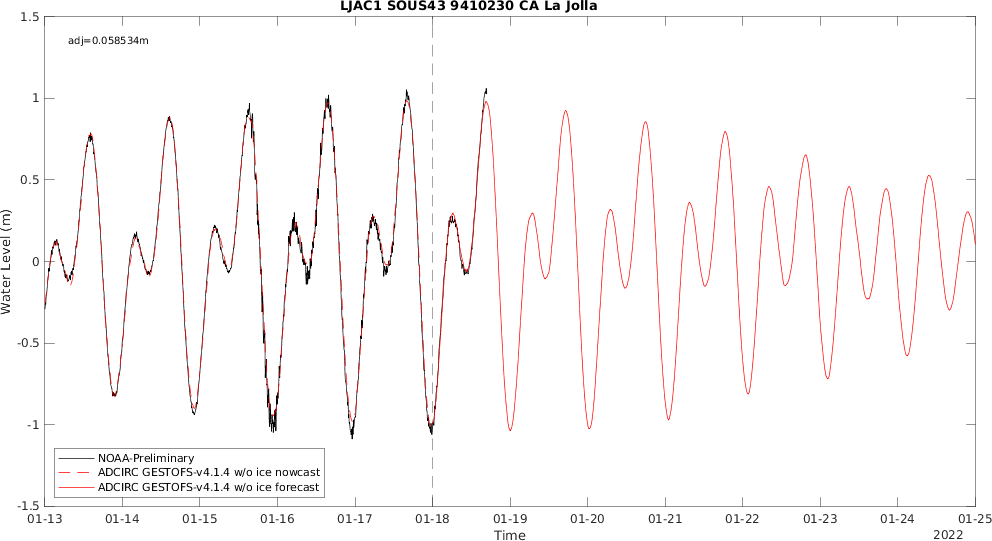 LJAC1 SOUS43 9410230 CA La Jolla
1.5
adj=0.058534m
1
0.5
0
-0.5
-1
-1.5
Water Level (m)
NOAA-Preliminary
ADCIRC GESTOFS-v4.1.4 w/o ice nowcast
ADCIRC GESTOFS-v4.1.4 w/o ice forecast
01-13 01-14 01-15 01-16 01-17 01-18 01-19 01-20 01-21 01-22 01-23 01-24 01-25
Time
2022